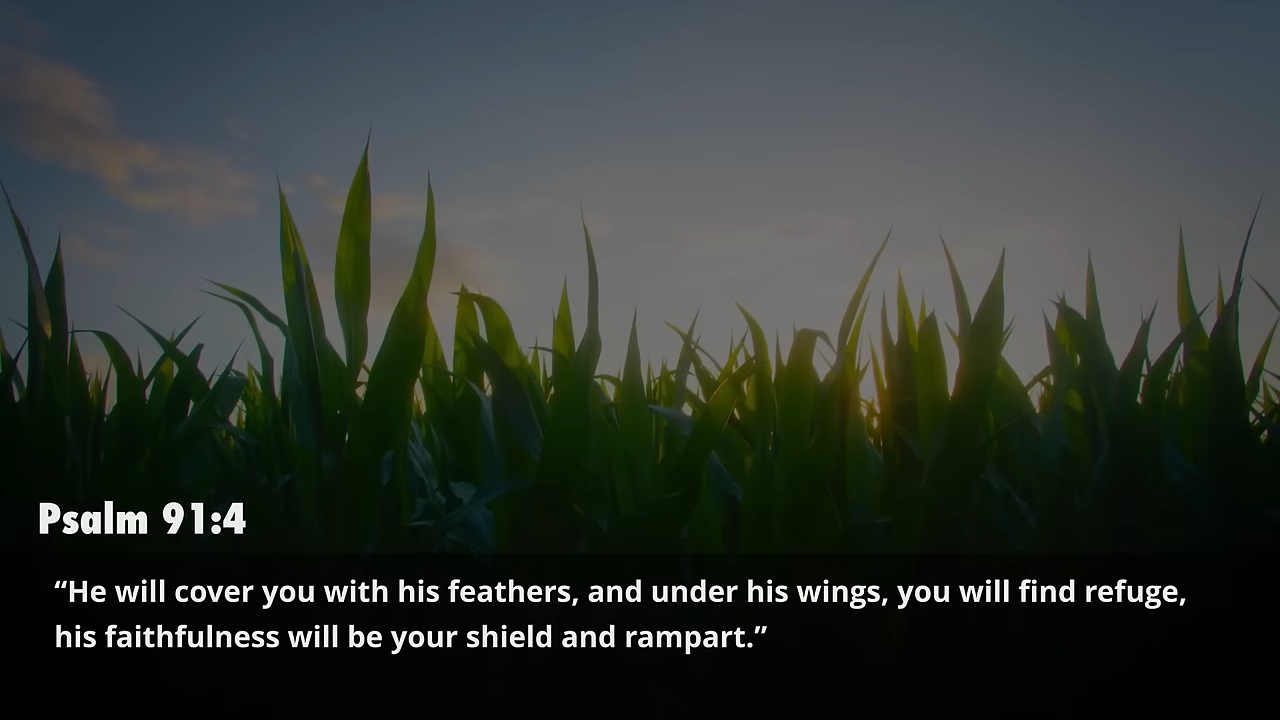 Psalm 91:4
“He will cover you with his feathers, and under his wings, you will find refuge,
his faithfulness will be your shield and rampart.”